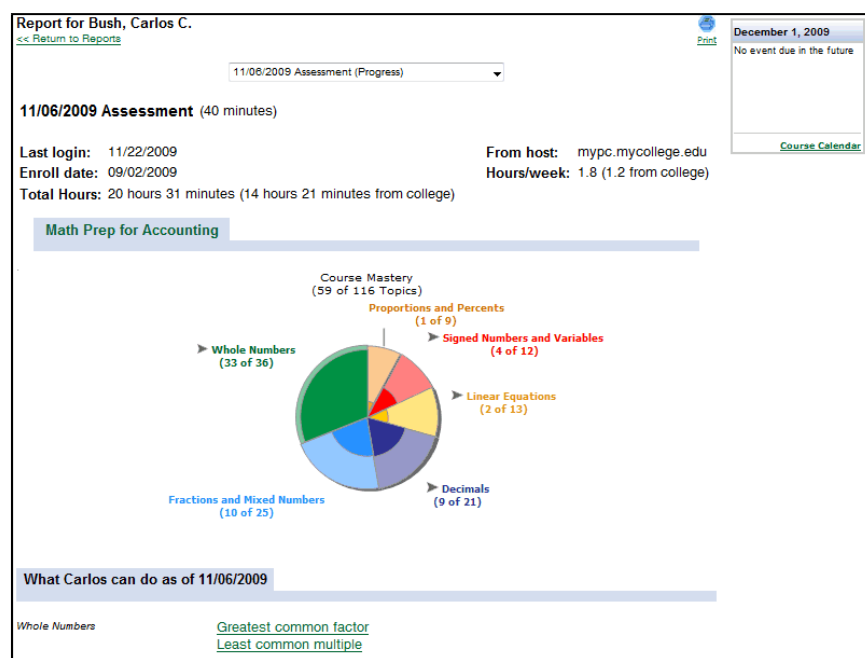 Report for Bush, Carlos C.
<< Return to Reports
Print
December 1, 2009
No event due in the future
Course Calendar
11/06/2009 Assessment (Progress)
11/06/2009 Assessment (40 minutes)
Last login: 11/22/2009
From host: mypc.mycollege.edu
Enroll date: 09/02/2009
Hours/week: 1.8 (1.2 from college)
Total Hours: 20 hours 31 minutes (14 hours 21 minutes from college)
Math Prep for Accounting
Course Mastery
(59 of 116 Topics)
Proportions and Percents
(1 of 9)
Signed Numbers and Variables
(4 of 12)
Whole Numbers
(33 of 36)
Linear Equations
(2 of 13)
Decimals
(9 of 21)
Fractions and Mixed Numbers
(10 of 25)
What Carlos can do as of 11/06/2009
Whole Numbers
Greatest common factor
Least common multiple